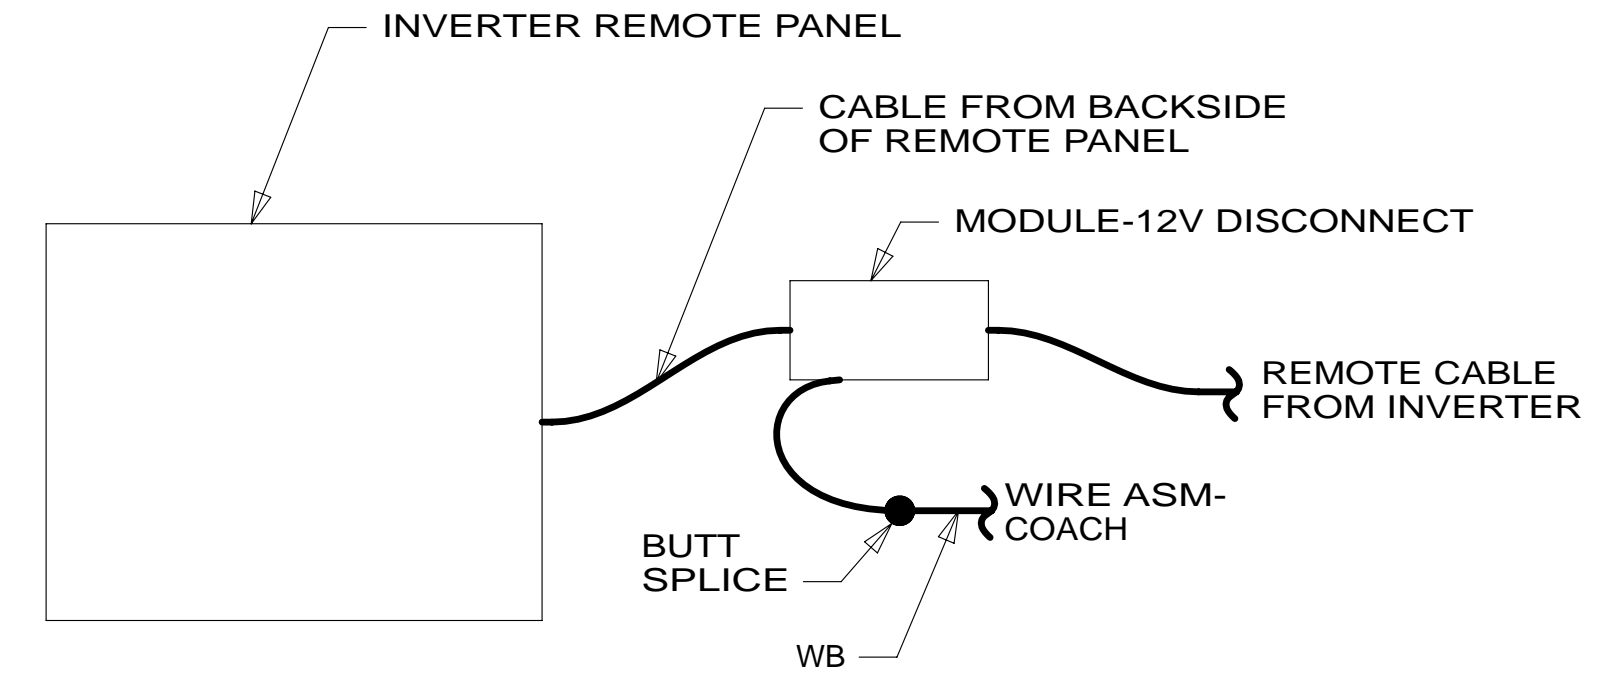 INVERTER REMOTE PANEL
CABLE FROM BACKSIDE
OF REMOTE PANEL
MODULE-12V DISCONNECT
REMOTE CABLE
FROM INVERTER
WIRE ASM-
COACH
BUTT
SPLICE
WB